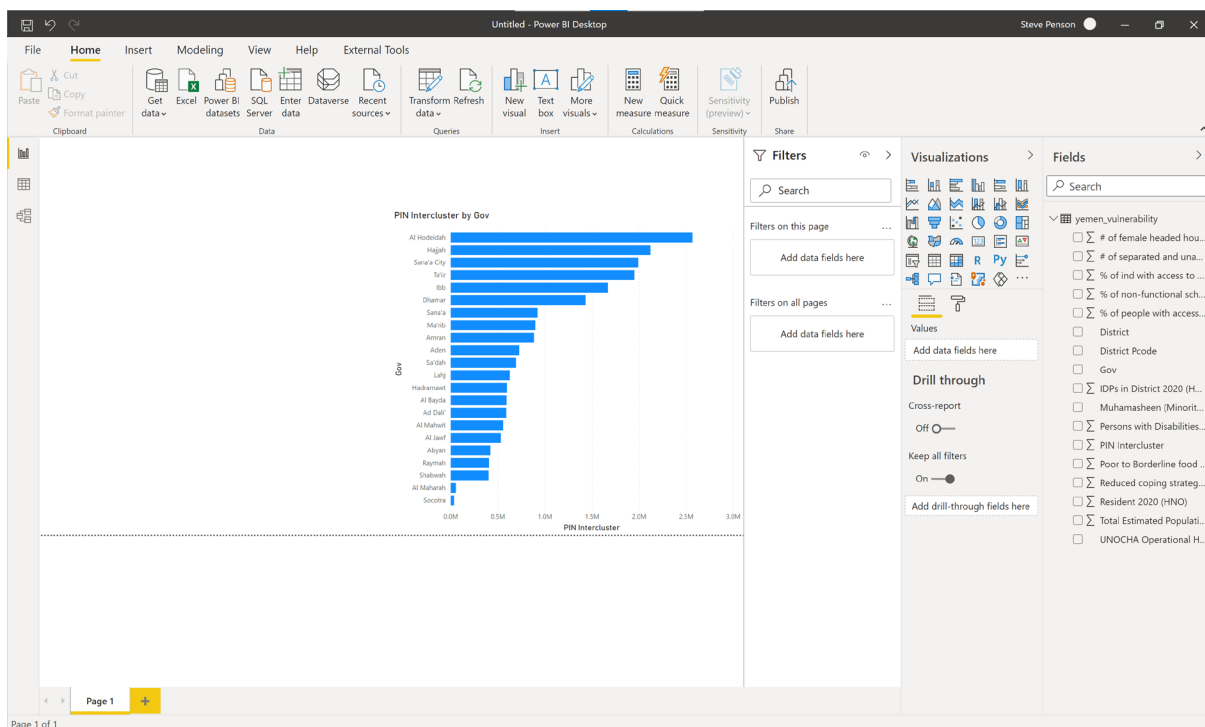 Untitled - Power BI Desktop
Steve Penson
File Home Insert Modeling View Help External Tools
Paste
Cut
Copy
Format painter
Clipboard
Get data
Excel
Power BI datasets
SQL Server
Enter data
Dataverse
Recent sources
Data
Transform data
Refresh
Queries
New visual
Text box
More visuals
Insert
New measure
Quick measure
Calculations
Sensitivity (preview)
Sensitivity
Publish
Share
PIN Intercluster by Gov
Gov
Al Hodeidah
Hajjah
Sana'a City
Ta'iz
Ibb
Dhamar
Sana'a
Ma'rib
Amran
Aden
Sa'dah
Lahj
Hadramawt
Al Bayda
Ad Dali'
Al Mahwit
Al Jawf
Abyan
Raymah
Shabwah
Al Maharah
Socotra
0.0M 0.5M 1.0M 1.5M 2.0M 2.5M 3.0M
PIN Intercluster
Filters
Search
Filters on this page ...
Add data fields here
Filters on all pages ...
Add data fields here
Visualizations
R Py
123
...
Values
Add data fields here
Drill through
Cross-report
Off
Keep all filters
On
Add drill-through fields here
Fields
Search
yemen_vulnerability
# of female headed hou...
# of separated and una...
% of ind with access to ...
% of non-functional sch...
% of people with access...
District
District Pcode
Gov
IDPs in District 2020 (H...
Muhamasheen (Minorit...
Persons with Disabilities...
PIN Intercluster
Poor to Borderline food ...
Reduced coping strateg...
Resident 2020 (HNO)
Total Estimated Populati...
UNOCHA Operational H...
Page 1
+
Page 1 of 1